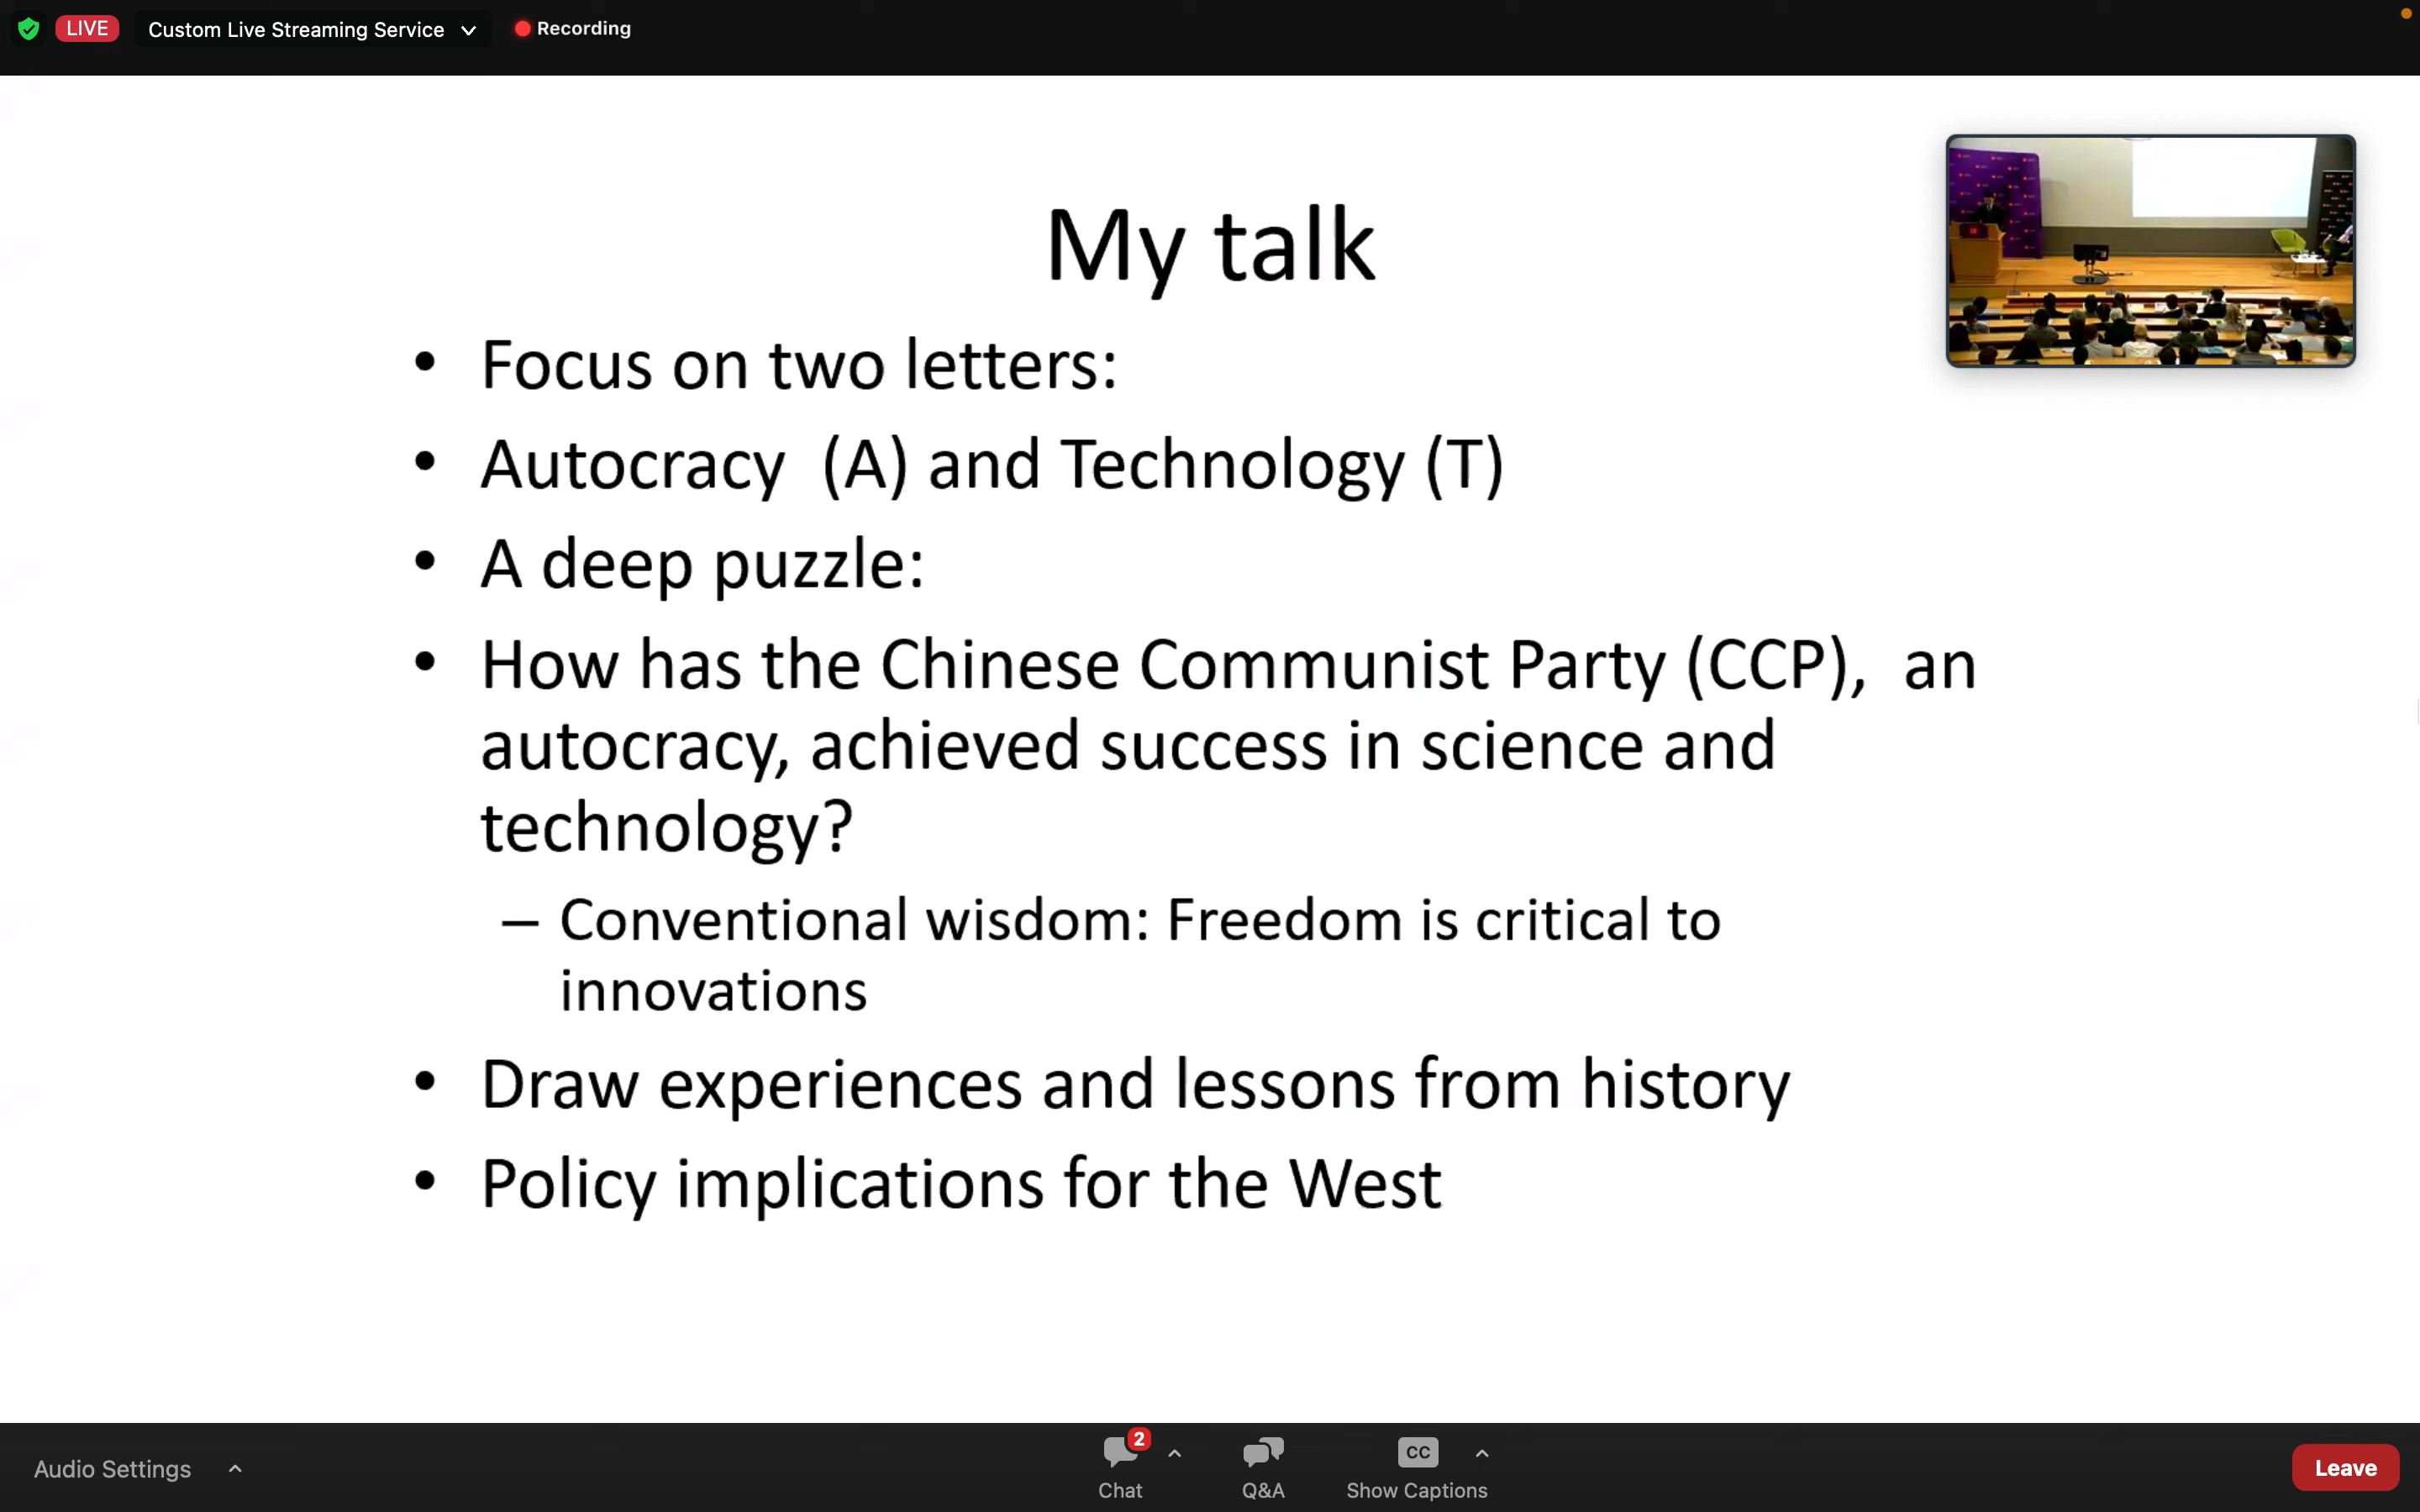 LIVE Custom Live Streaming Service Recording
My talk
• Focus on two letters:
• Autocracy (A) and Technology (T)
• A deep puzzle:
• How has the Chinese Communist Party (CCP), an
autocracy, achieved success in science and
technology?
– Conventional wisdom: Freedom is critical to
innovations
• Draw experiences and lessons from history
• Policy implications for the West
Audio Settings
2
CC
Chat
Q&A
Show Captions
Leave